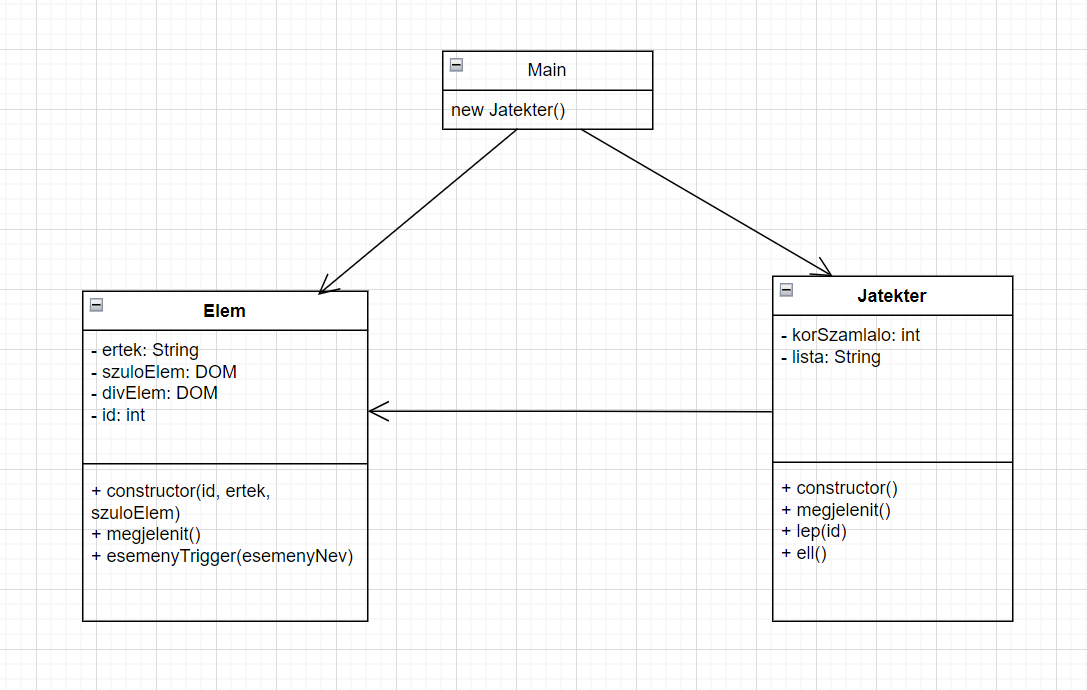 Main
new Jatekter()
Elem
- ertek: String
- szuloElem: DOM
- divElem: DOM
- id: int
+ constructor(id, ertek,
szuloElem)
+ megjelenit()
+ esemenyTrigger(esemenyNev)
Jatekter
- korSzamlalo: int
- lista: String
+ constructor()
+ megjelenit()
+ lep(id)
+ ell()